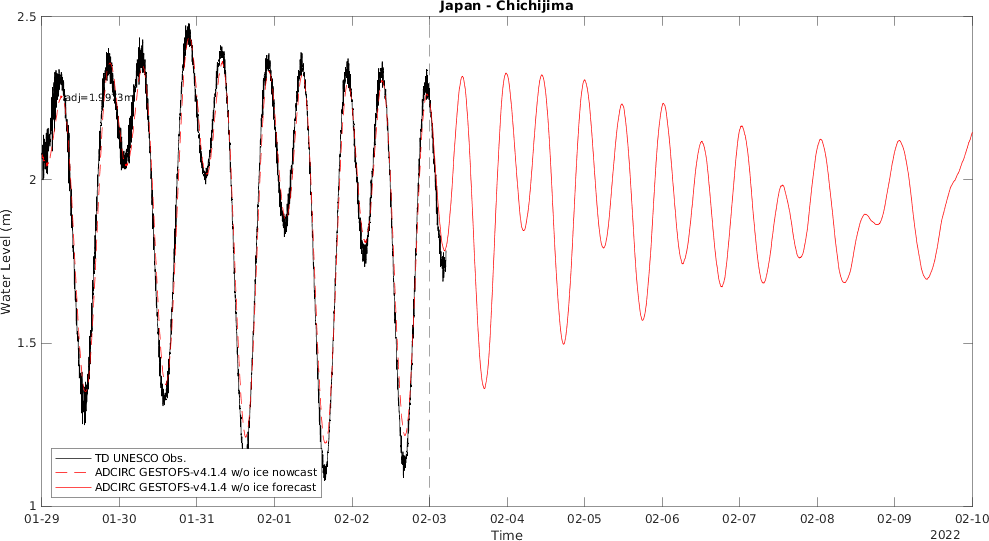 Japan - Chichijima
2.5
2
1.5
1
Water Level (m)
adj=1.9913m
TD UNESCO Obs.
ADCIRC GESTOFS-v4.1.4 w/o ice nowcast
ADCIRC GESTOFS-v4.1.4 w/o ice forecast
01-29 01-30 01-31 02-01 02-02 02-03 02-04 02-05 02-06 02-07 02-08 02-09 02-10
Time
2022